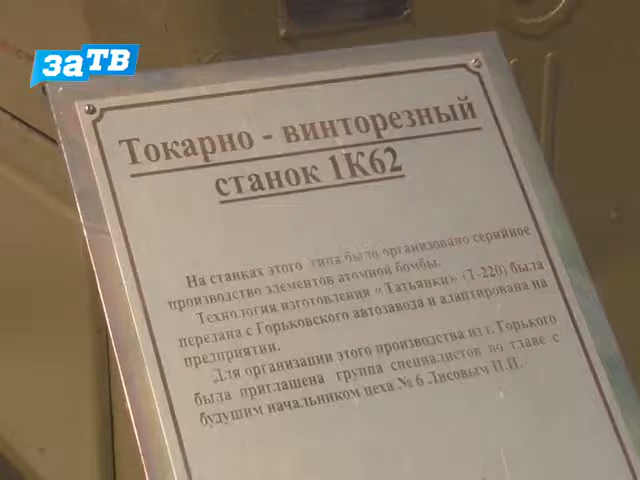 заТВ
Токарно - винторезный
станок 1К62
На станках этого типа было организовано серийное
производство элементов атомной бомбы.
Технология изготовления «Татьянки» (Т-220) была
передана с Горьковского автозавода и адаптирована на
предприятии.
Для организации этого производства из г. Горького
была приглашена группа специалистов во главе с
будущим начальником цеха № 6 Лисовым П.П.